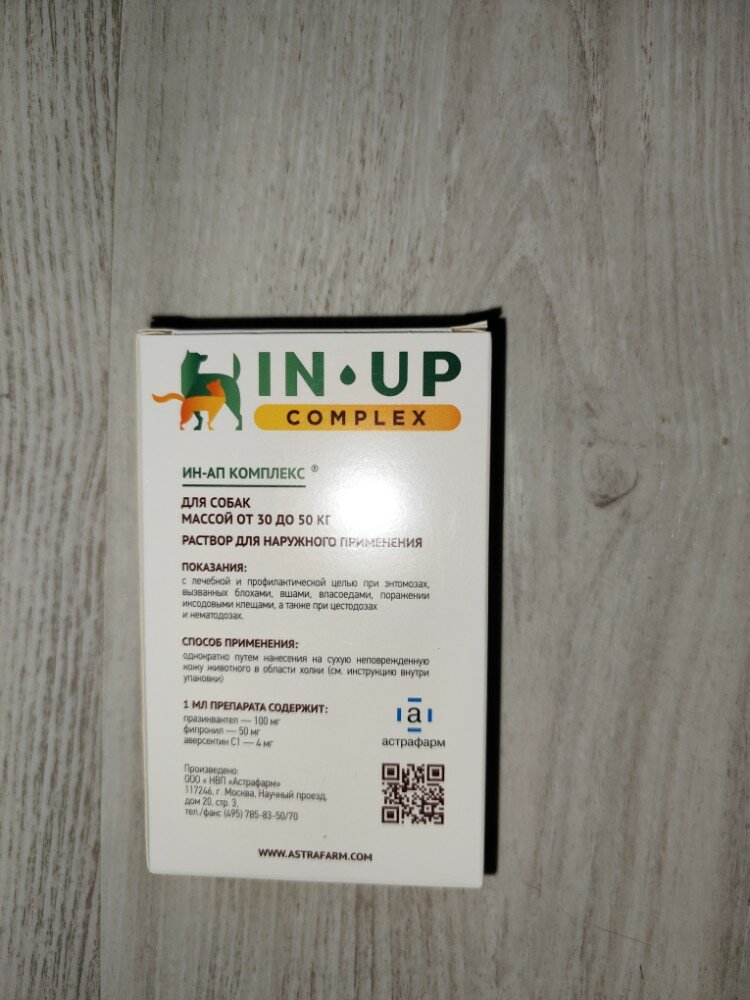 IN·UP
COMPLEX
ИН-АП КОМПЛЕКС ®
ДЛЯ СОБАК
МАССОЙ ОТ 30 ДО 50 КГ
РАСТВОР ДЛЯ НАРУЖНОГО ПРИМЕНЕНИЯ
ПОКАЗАНИЯ:
с лечебной и профилактической целью при энтомозах,
вызванных блохами, вшами, власоедами, поражении
иксодовыми клещами, а также при цестодозах
и нематодозах.
СПОСОБ ПРИМЕНЕНИЯ:
однократно путем нанесения на сухую неповрежденную
кожу животного в области холки (см. инструкцию внутри
упаковки)
1 МЛ ПРЕПАРАТА СОДЕРЖИТ:
празиквантел — 100 мг
фипронил — 50 мг
аверсектин С1 — 4 мг
а
астрафарм
Произведено:
ООО « НВП «Астрафарм»
117246, г. Москва, Научный проезд,
дом 20, стр. 3,
тел./факс (495) 785-83-50/70
WWW.ASTRAFARM.COM